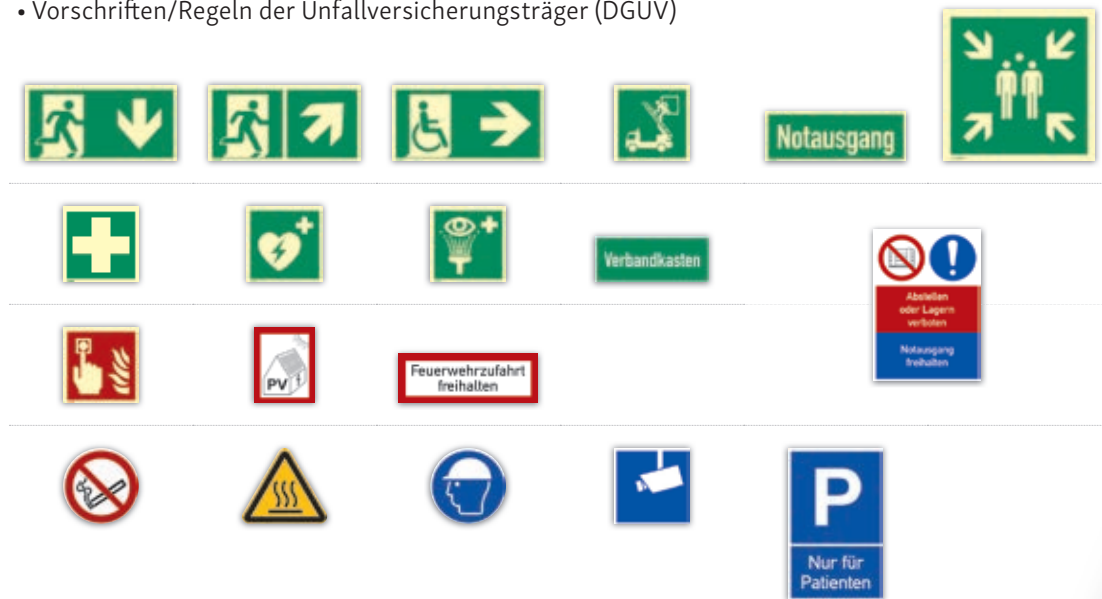 • Vorschriften/Regeln der Unfallversicherungsträger (DGUV)
Notausgang
Verbandkasten
Abstellen
oder Lagern
verboten
Notausgang
freihalten
PV
Feuerwehrzufahrt
freihalten
P
Nur für
Patienten